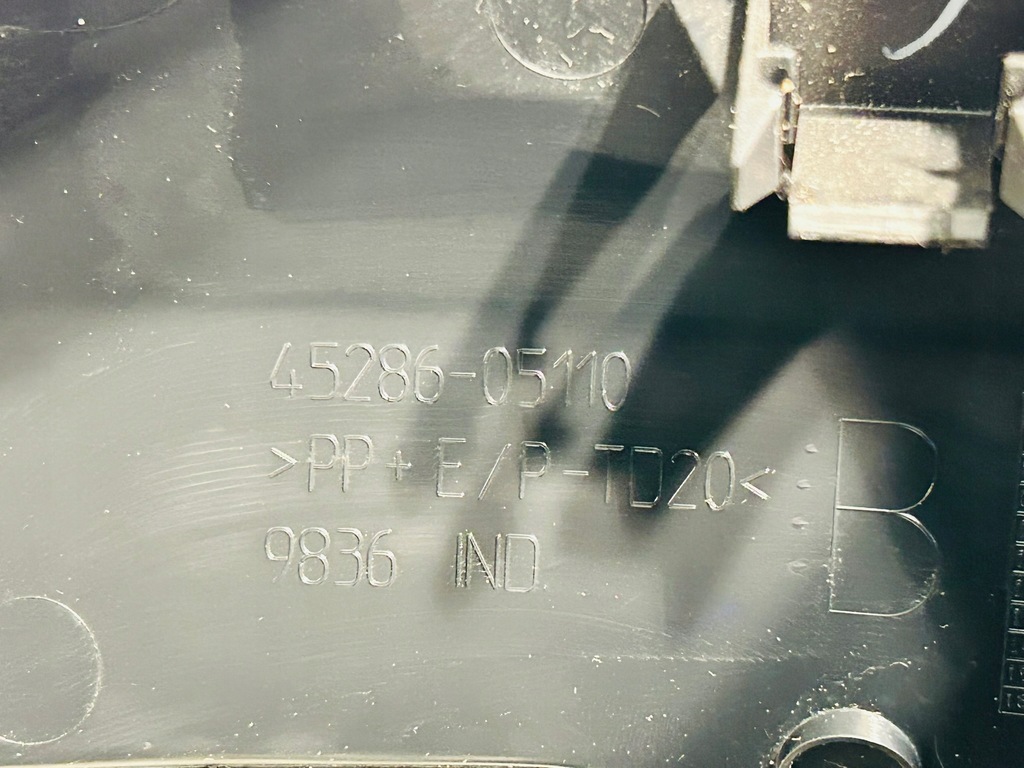 45286-05110
>PP+E/P-TD20<
9836 IND
B